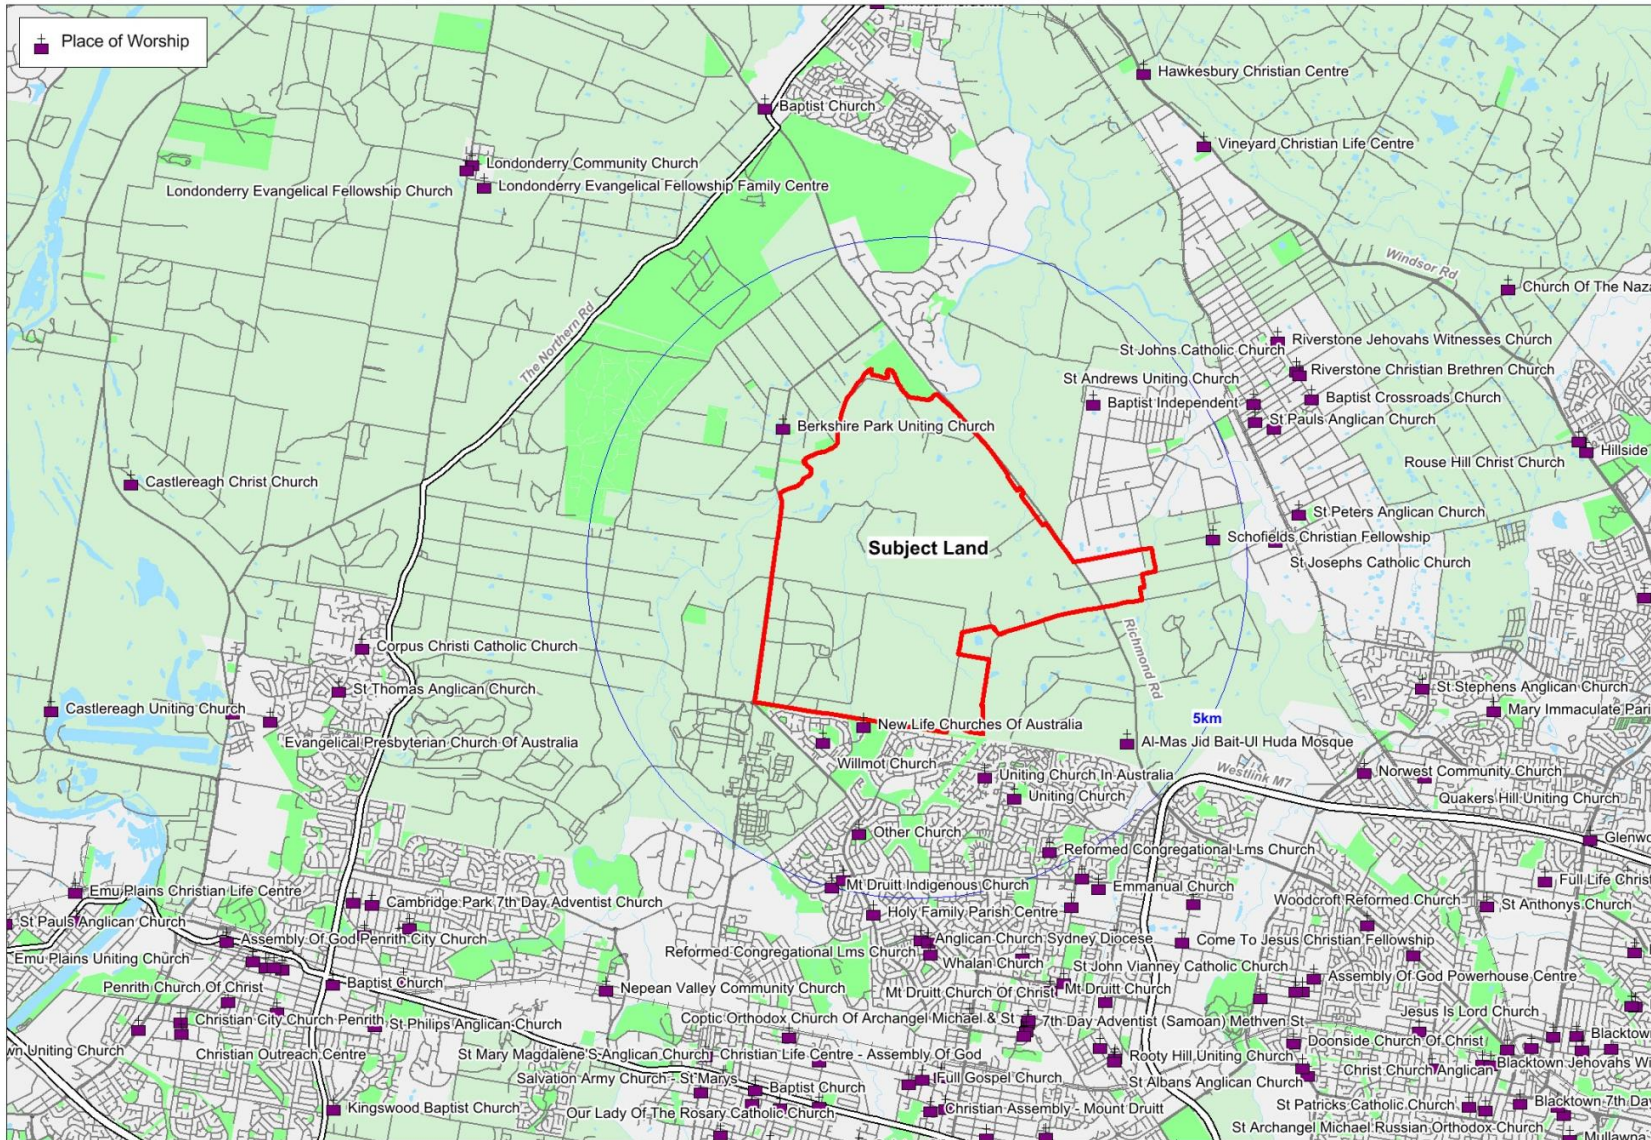 Place of Worship
Hawkesbury Christian Centre
Baptist Church
Vineyard Christian Life Centre
Londonderry Community Church
Londonderry Evangelical Fellowship Church
Londonderry Evangelical Fellowship Family Centre
Windsor Rd
Church Of The Naza
The Northern Rd
Riverstone Jehovahs Witnesses Church
St Johns Catholic Church
Riverstone Christian Brethren Church
St Andrews Uniting Church
Baptist Independent
Baptist Crossroads Church
St Pauls Anglican Church
Berkshire Park Uniting Church
Hillside
Rouse Hill Christ Church
Castlereagh Christ Church
St Peters Anglican Church
Schofields Christian Fellowship
Subject Land
St Josephs Catholic Church
Corpus Christi Catholic Church
Richmond Rd
St Thomas Anglican Church
St Stephens Anglican Church
Castlereagh Uniting Church
Mary Immaculate Pari
5km
New Life Churches Of Australia
Evangelical Presbyterian Church Of Australia
Al-Mas Jid Bait-Ul Huda Mosque
Willmot Church
Westlink M7
Uniting Church In Australia
Norwest Community Church
Uniting Church
Quakers Hill Uniting Church
Other Church
Glenwo
Reformed Congregational Lms Church
Full Life Christ
Mt Druitt Indigenous Church
Emmanual Church
Emu Plains Christian Life Centre
Woodcroft Reformed Church
Cambridge Park 7th Day Adventist Church
St Anthonys Church
Holy Family Parish Centre
St Pauls Anglican Church
Assembly Of God Penrith City Church
Anglican Church Sydney Diocese
Come To Jesus Christian Fellowship
Reformed Congregational Lms Church
Emu Plains Uniting Church
Whalan Church
St John Vianney Catholic Church
Assembly Of God Powerhouse Centre
Baptist Church
Penrith Church Of Christ
Nepean Valley Community Church
Mt Druitt Church Of Christ
Mt Druitt Church
Jesus Is Lord Church
Christian City Church Penrith
St Philips Anglican Church
Coptic Orthodox Church Of Archangel Michael & St
7th Day Adventist (Samoan) Methven St
Blacktown
wn Uniting Church
Doonside Church Of Christ
Christian Outreach Centre
St Mary Magdalene'S Anglican Church
Christian Life Centre - Assembly Of God
Rooty Hill Uniting Church
Christ Church Anglican
Blacktown Jehovahs Wi
Salvation Army Church - St Marys
Baptist Church
Full Gospel Church
St Albans Anglican Church
Kingswood Baptist Church
Our Lady Of The Rosary Catholic Church
Christian Assembly - Mount Druitt
St Patricks Catholic Church
Blacktown 7th Day
St Archangel Michael Russian Orthodox Church